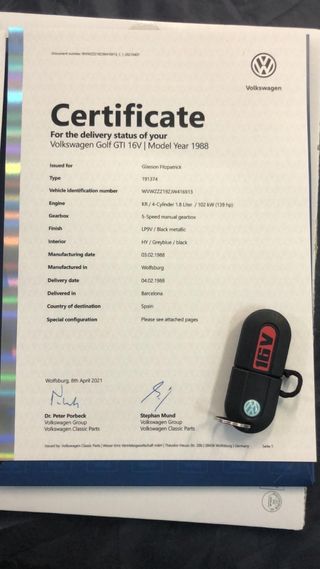 Volkswagen
Certificate
For the delivery status of your
Volkswagen Golf GTI 16V | Model Year 1988
Issued for Gleeson Fitzpatrick
Type 191374
Vehicle identification number WVWZZZ19ZJW416913
Engine KR / 4-Cylinder 1.8 Liter / 102 kW (139 hp)
Gearbox 5-Speed manual gearbox
Finish LP9V / Black metallic
Interior HY / Greyblue / black
Manufacturing date 03.02.1988
Manufactured in Wolfsburg
Delivery date 04.02.1988
Delivered in Barcelona
Country of destination Spain
Special configuration Please see attached pages
16V
Wolfsburg, 8th April 2021
Dr. Peter Porbeck Stephan Mund
Volkswagen Group Volkswagen Group
Volkswagen Classic Parts Volkswagen Classic Parts